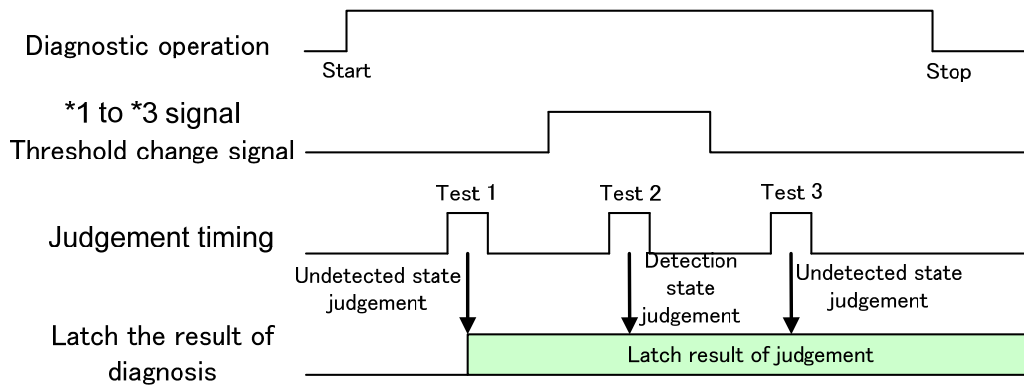 Diagnostic operation
Start
Stop
*1 to *3 signal
Threshold change signal
Test 1
Test 2
Test 3
Judgement timing
Undetected state
judgement
Detection
state
judgement
Undetected state
judgement
Latch the result of
diagnosis
Latch result of judgement